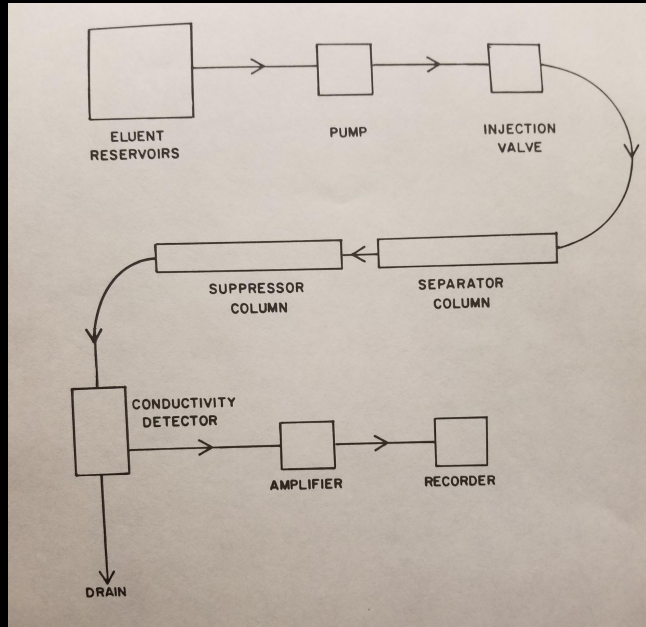 ELUENT
RESERVOIRS
PUMP
INJECTION
VALVE
SUPPRESSOR
COLUMN
SEPARATOR
COLUMN
CONDUCTIVITY
DETECTOR
AMPLIFIER
RECORDER
DRAIN